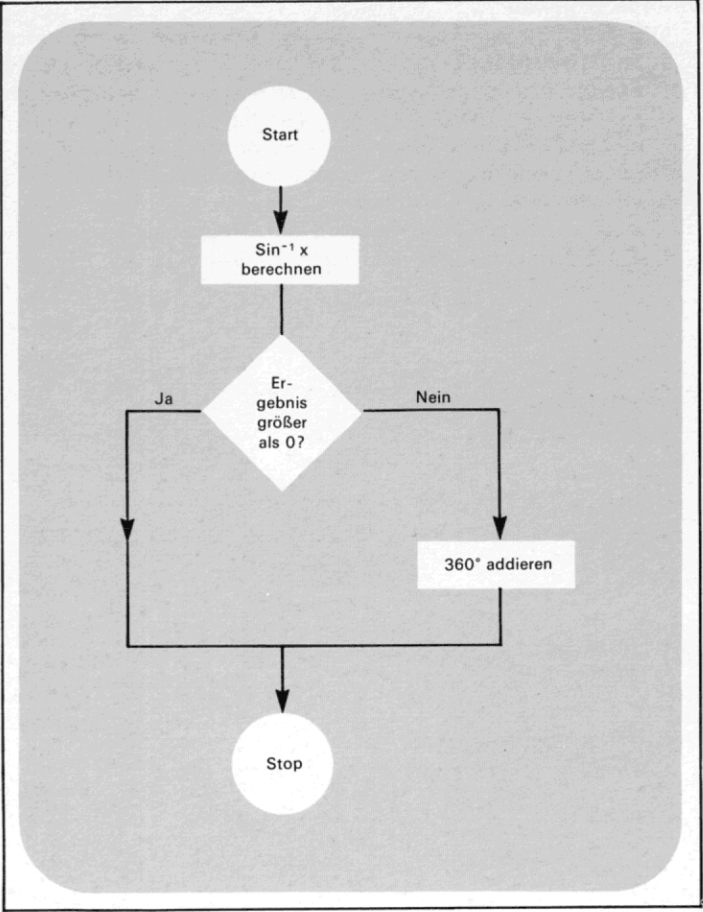 Start
Sin⁻¹ x
berechnen
Er-
gebnis
größer
als 0?
Ja
Nein
360° addieren
Stop